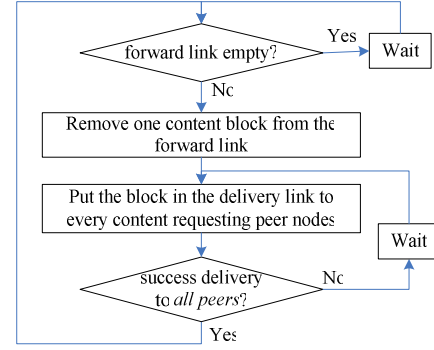 Yes
forward link empty?
Wait
No
Remove one content block from the
forward link
Put the block in the delivery link to
every content requesting peer nodes
Wait
success delivery
No
to all peers?
Yes